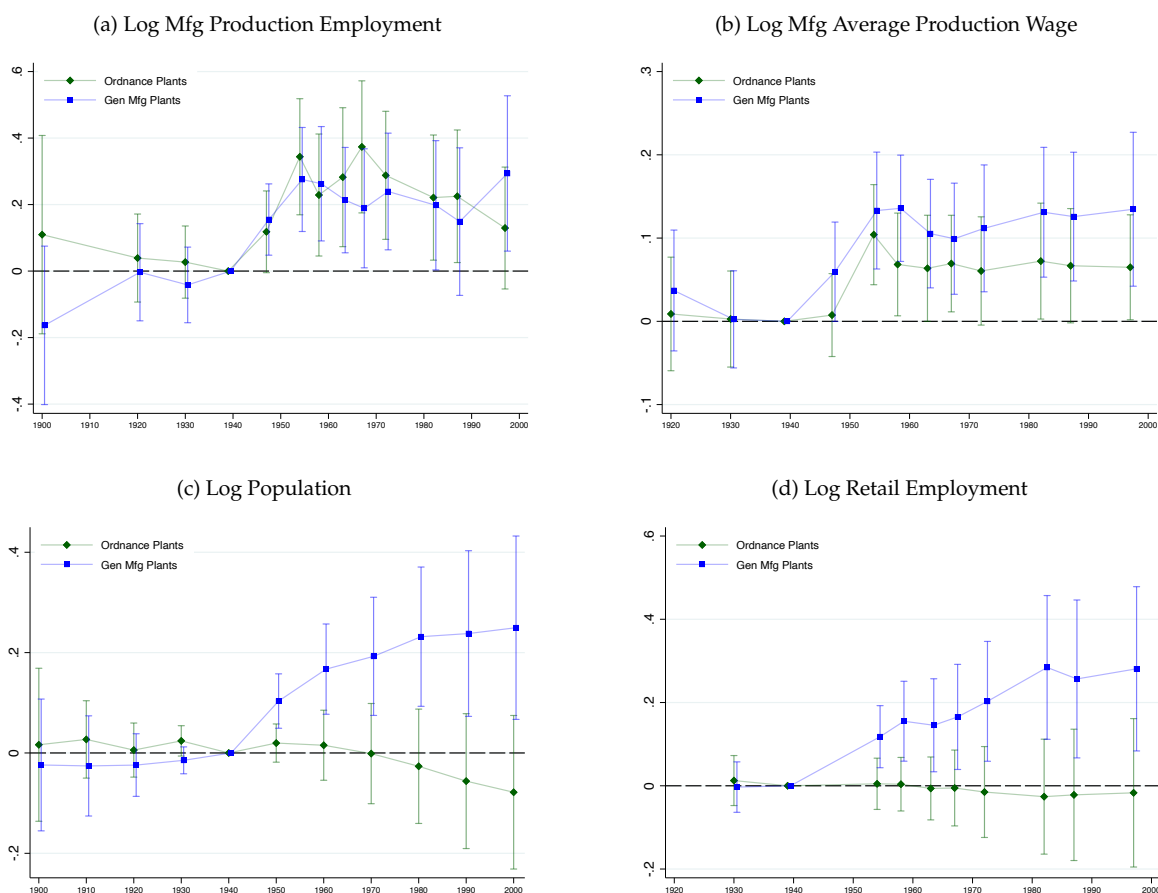 (a) Log Mfg Production Employment
Ordnance Plants
Gen Mfg Plants
.6
.4
.2
0
-.2
-.4
1900 1910 1920 1930 1940 1950 1960 1970 1980 1990 2000
(b) Log Mfg Average Production Wage
Ordnance Plants
Gen Mfg Plants
.3
.2
.1
0
-.1
1920 1930 1940 1950 1960 1970 1980 1990 2000
(c) Log Population
Ordnance Plants
Gen Mfg Plants
.4
.2
0
-.2
1900 1910 1920 1930 1940 1950 1960 1970 1980 1990 2000
(d) Log Retail Employment
Ordnance Plants
Gen Mfg Plants
.6
.4
.2
0
-.2
1920 1930 1940 1950 1960 1970 1980 1990 2000